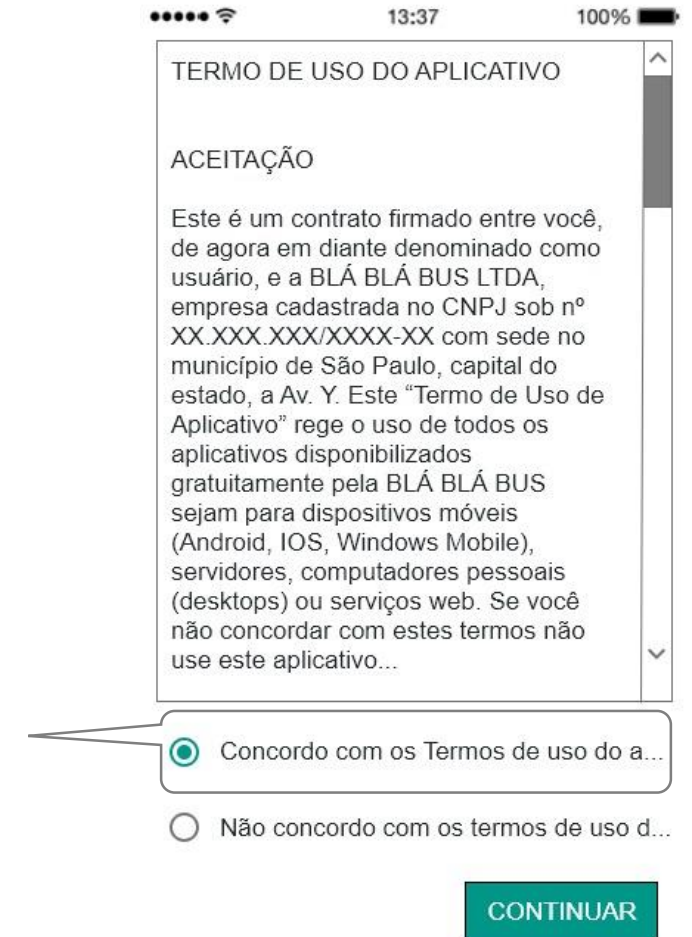 13:37 100%
TERMO DE USO DO APLICATIVO
ACEITAÇÃO
Este é um contrato firmado entre você,
de agora em diante denominado como
usuário, e a BLÁ BLÁ BUS LTDA,
empresa cadastrada no CNPJ sob nº
XX.XXX.XXX/XXXX-XX com sede no
município de São Paulo, capital do
estado, a Av. Y. Este “Termo de Uso de
Aplicativo” rege o uso de todos os
aplicativos disponibilizados
gratuitamente pela BLÁ BLÁ BUS
sejam para dispositivos móveis
(Android, IOS, Windows Mobile),
servidores, computadores pessoais
(desktops) ou serviços web. Se você
não concordar com estes termos não
use este aplicativo...
Concordo com os Termos de uso do a...
Não concordo com os termos de uso d...
CONTINUAR